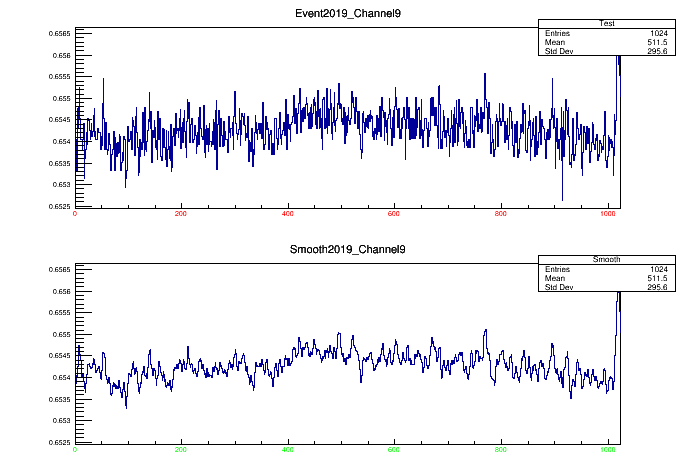 Event2019_Channel9
Test
Entries 1024
Mean 511.5
Std Dev 295.6
0.6565
0.656
0.6555
0.655
0.6545
0.654
0.6535
0.653
0.6525
0 200 400 600 800 1000
Smooth2019_Channel9
Smooth
Entries 1024
Mean 511.5
Std Dev 295.6
0.6565
0.656
0.6555
0.655
0.6545
0.654
0.6535
0.653
0.6525
0 200 400 600 800 1000